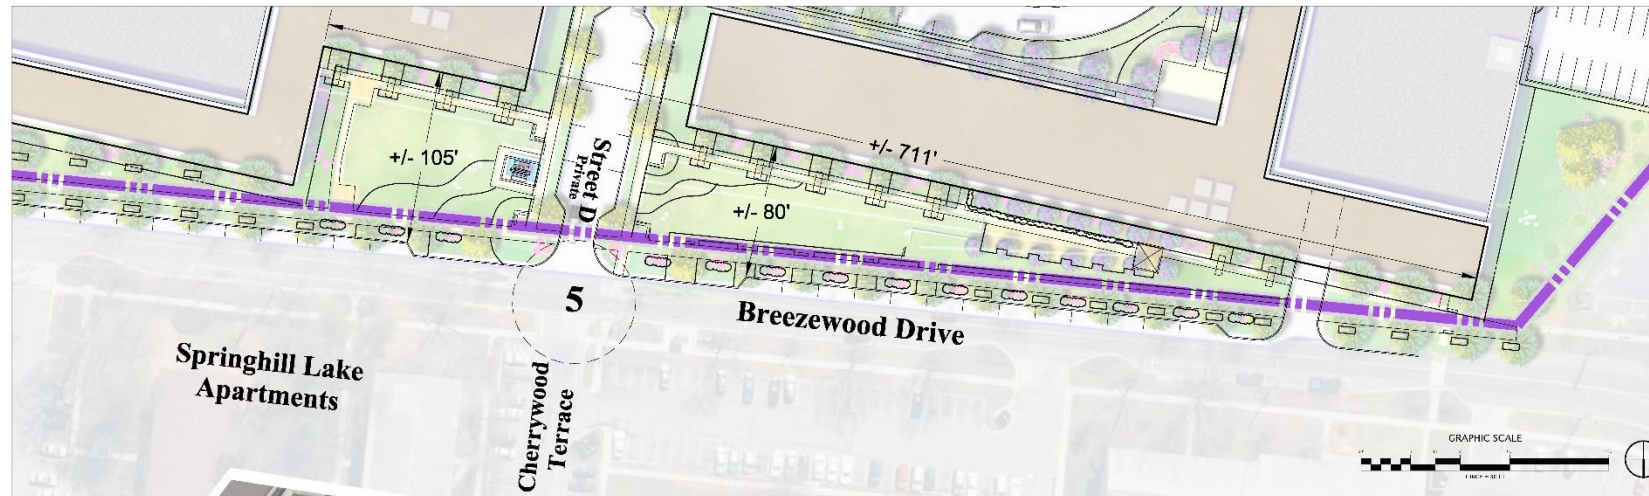 +/- 105'
Street D
Private
+/- 711'
+/- 80'
5
Breezewood Drive
Springhill Lake
Apartments
Cherrywood
Terrace
GRAPHIC SCALE